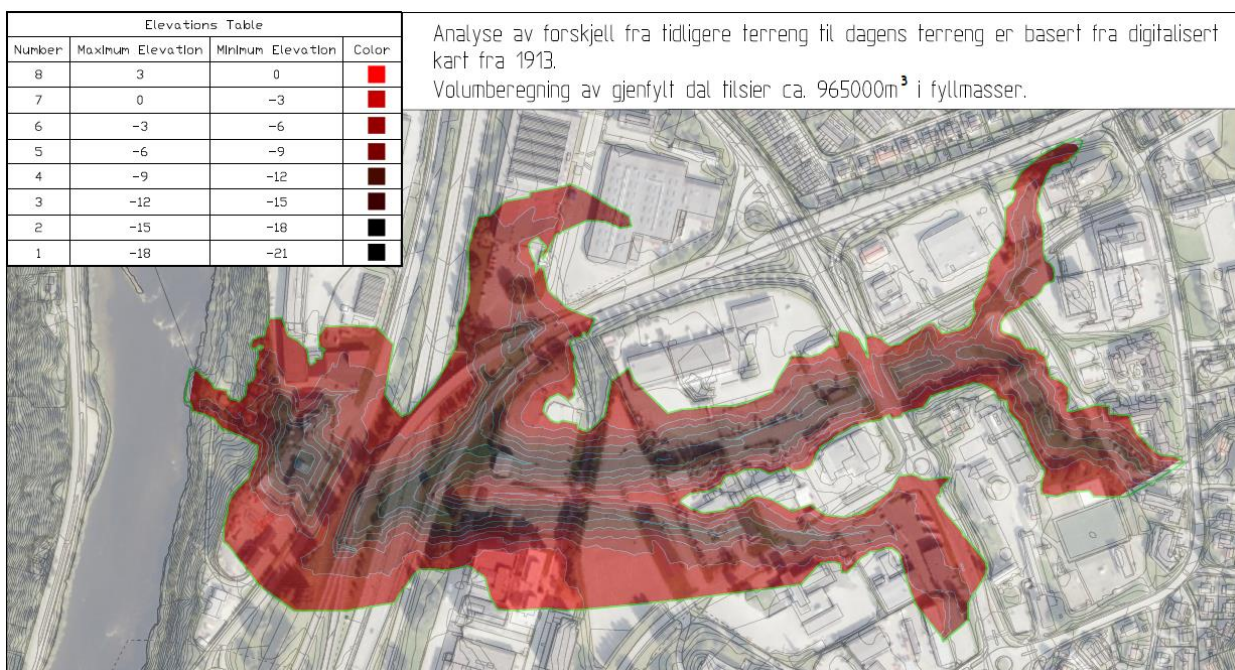 Elevations Table
Number Maximum Elevation Minimum Elevation Color
8 3 0
7 0 -3
6 -3 -6
5 -6 -9
4 -9 -12
3 -12 -15
2 -15 -18
1 -18 -21
Analyse av forskjell fra tidligere terreng til dagens terreng er basert fra digitalisert
kart fra 1913.
Volumberegning av gjenfylt dal tilsier ca. 965000m³ i fyllmasser.